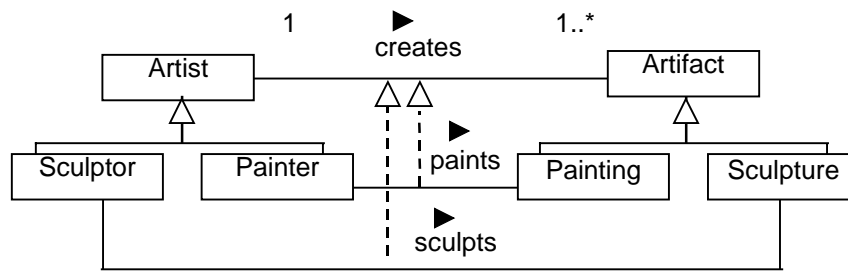 1 ▶ 1..*
creates
Artist Artifact
▶
Sculptor Painter paints Painting Sculpture
▶
sculpts